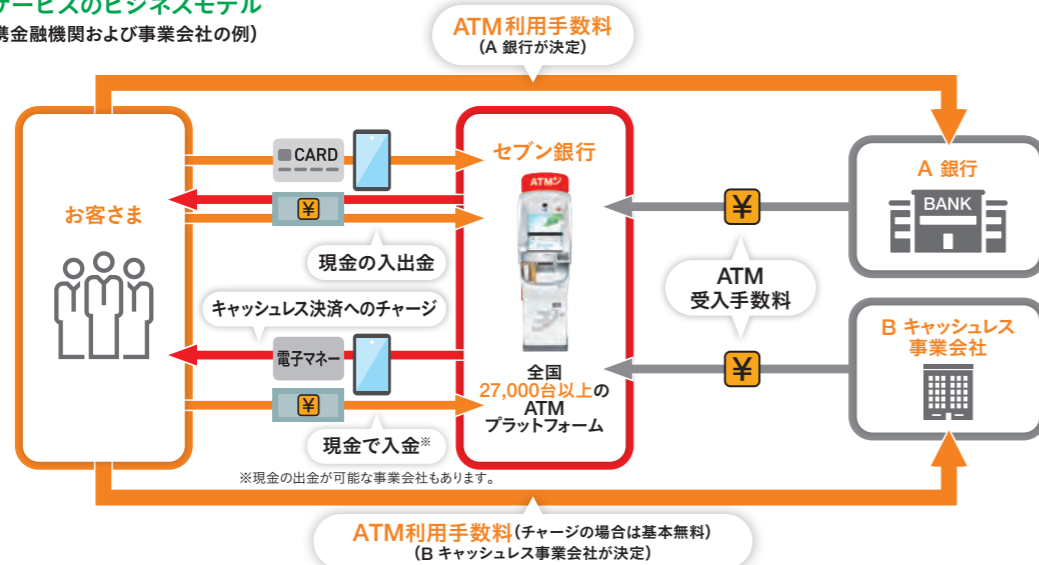 サービスのビジネスモデル
携金融機関および事業会社の例)
ATM利用手数料
(A 銀行が決定)
お客さま
CARD
¥
現金の入出金
キャッシュレス決済へのチャージ
電子マネー
¥
現金で入金※
※現金の出金が可能な事業会社もあります。
セブン銀行
ATM
全国
27,000台以上の
ATM
プラットフォーム
¥
ATM
受入手数料
¥
A 銀行
BANK
B キャッシュレス
事業会社
ATM利用手数料(チャージの場合は基本無料)
(B キャッシュレス事業会社が決定)